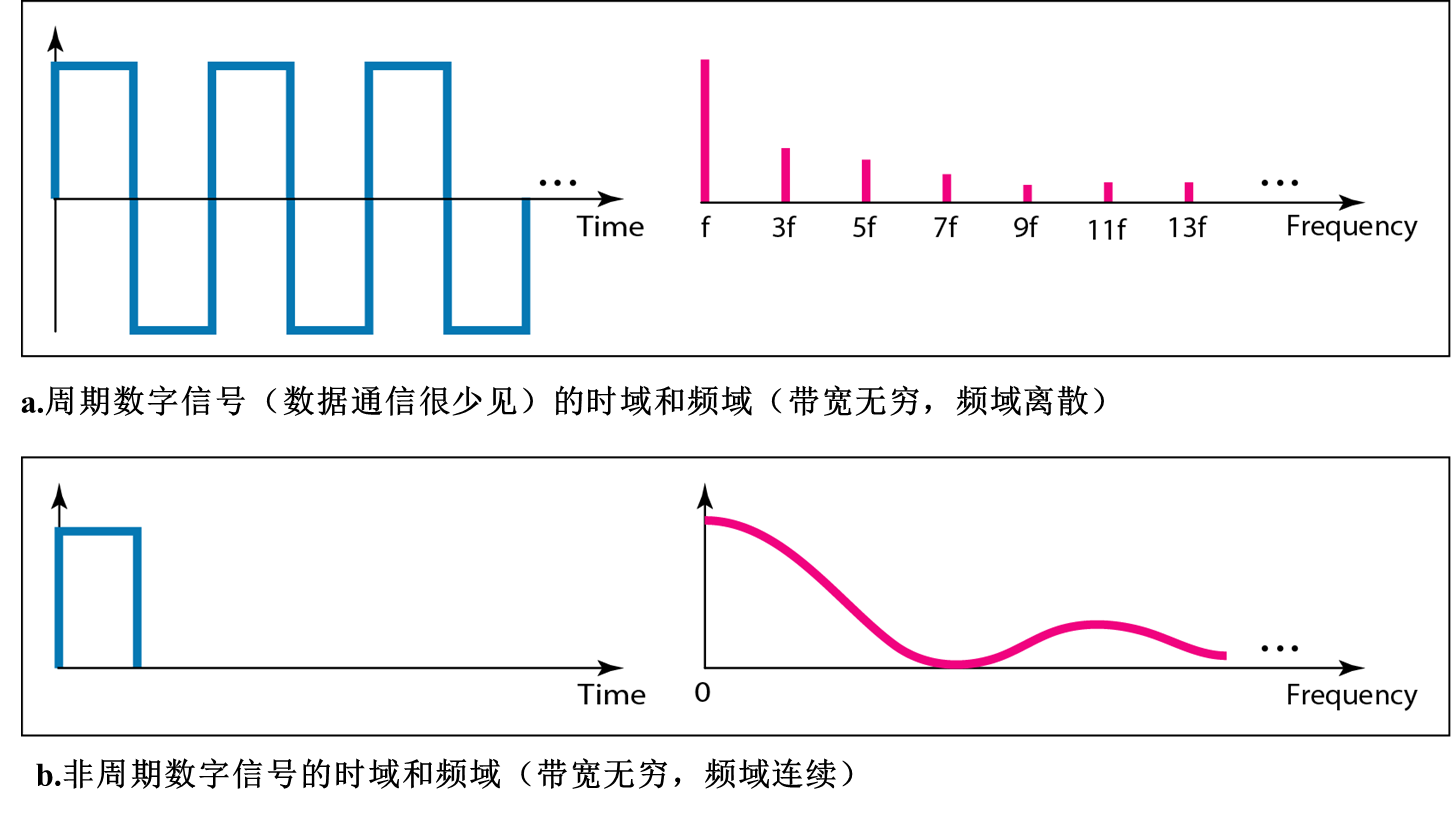 ...
Time
f 3f 5f 7f 9f 11f 13f
...
Frequency
a.周期数字信号（数据通信很少见）的时域和频域（带宽无穷，频域离散）
Time
0
...
Frequency
b.非周期数字信号的时域和频域（带宽无穷，频域连续）